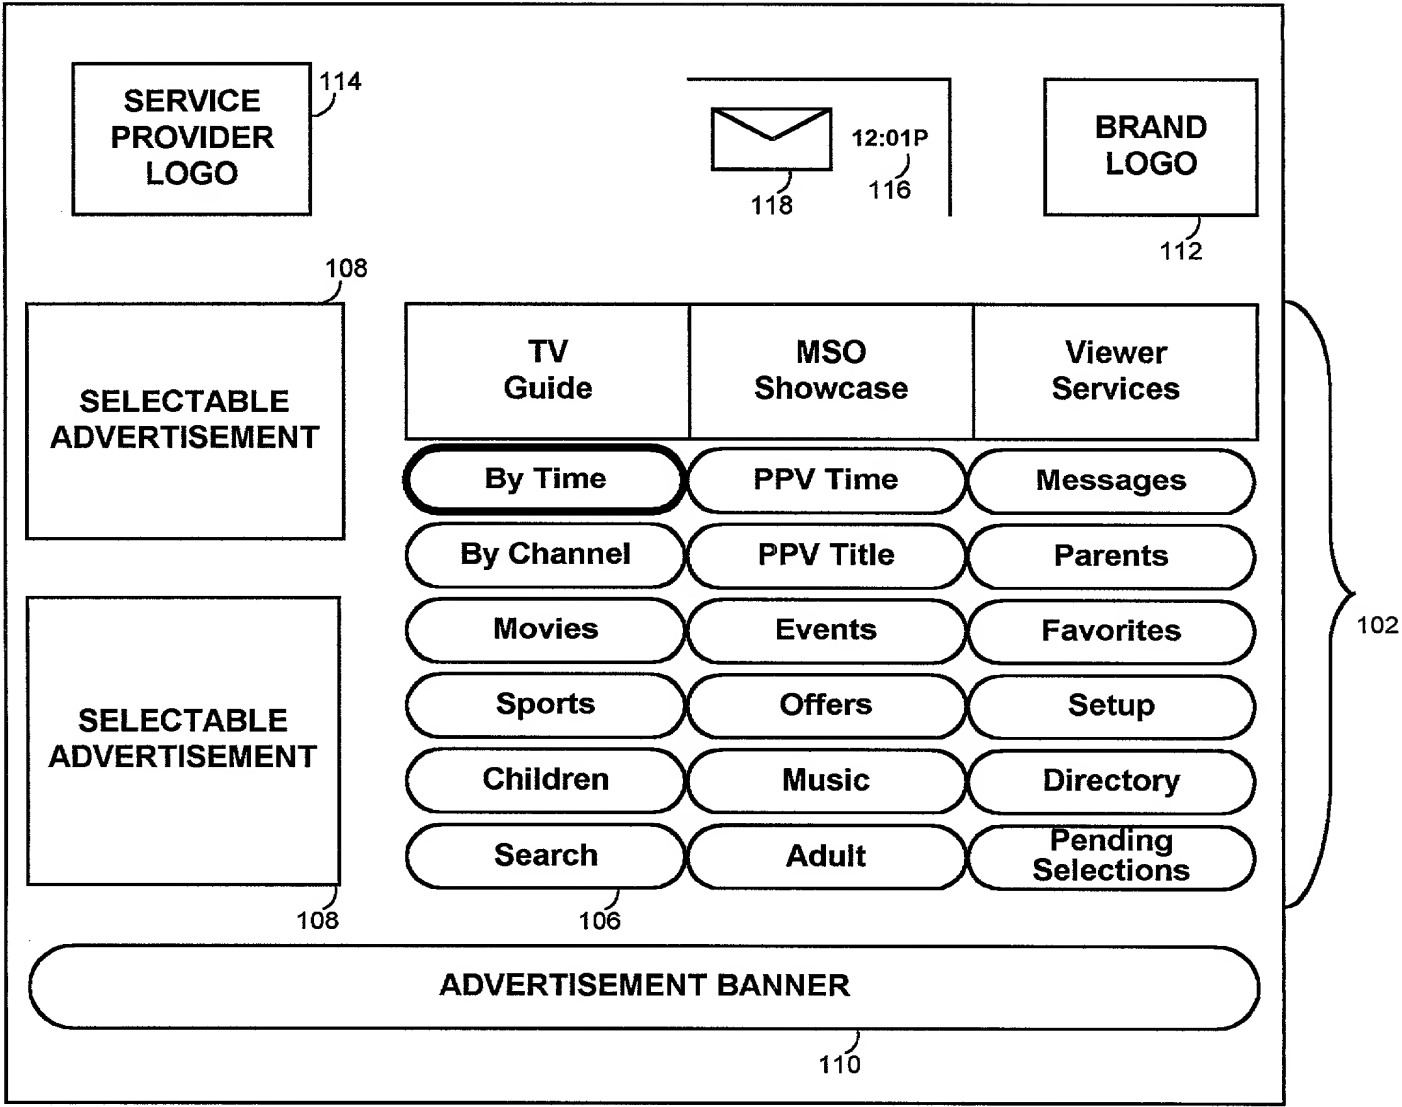 SERVICE
PROVIDER
LOGO
114
12:01P
118
116
BRAND
LOGO
112
108
SELECTABLE
ADVERTISEMENT
SELECTABLE
ADVERTISEMENT
108
TV
Guide
MSO
Showcase
Viewer
Services
By Time
PPV Time
Messages
By Channel
PPV Title
Parents
Movies
Events
Favorites
Sports
Offers
Setup
Children
Music
Directory
Search
Adult
Pending
Selections
106
102
ADVERTISEMENT BANNER
110